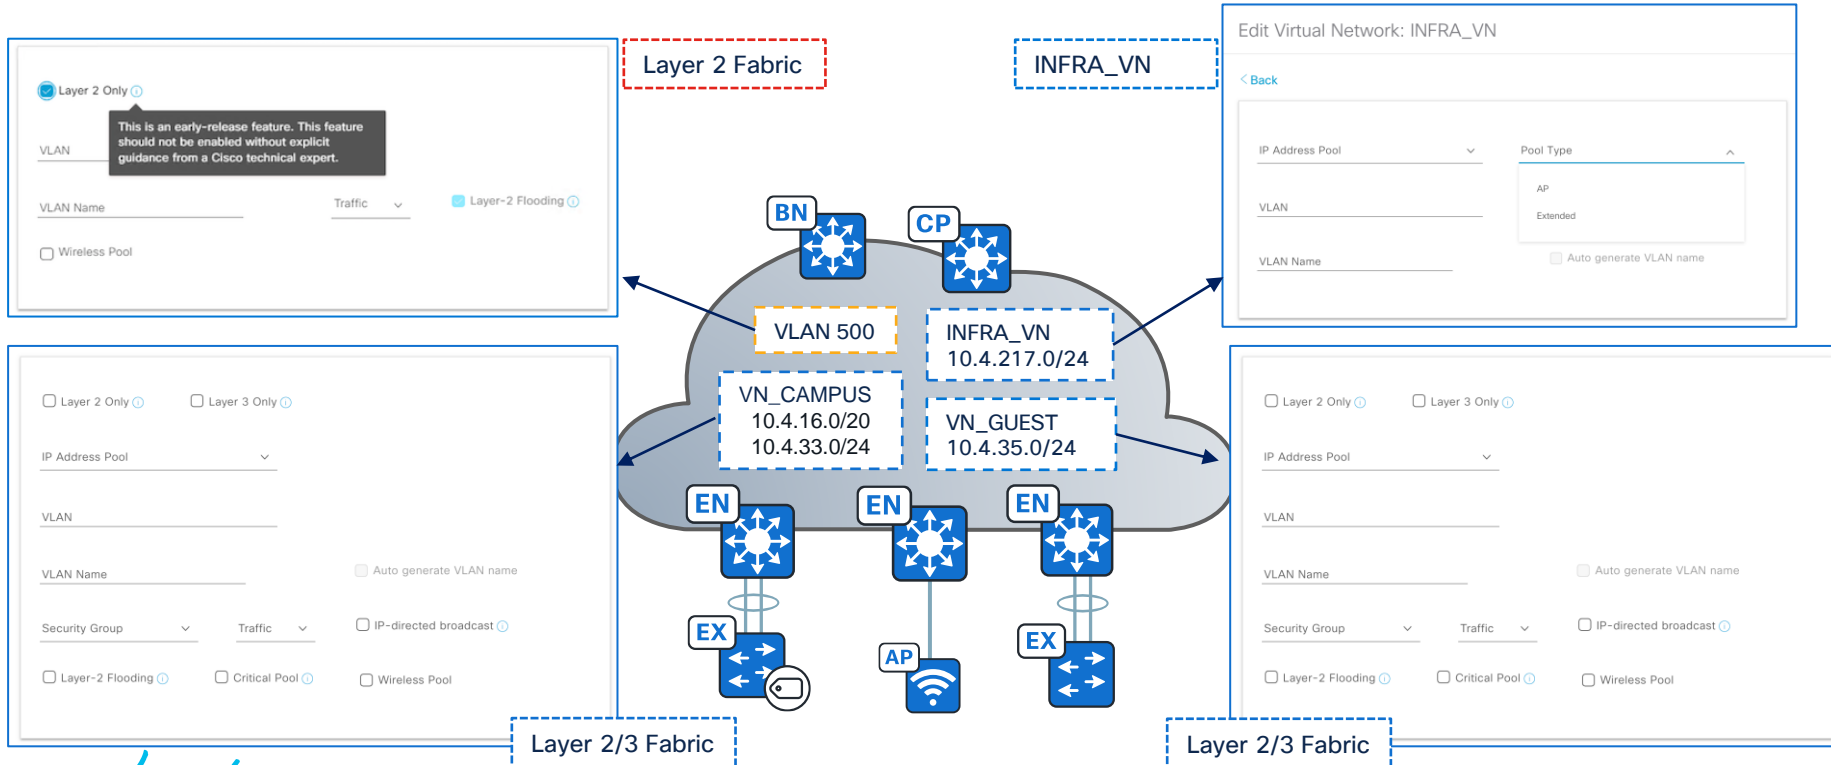 Layer 2 Only
This is an early-release feature. This feature
should not be enabled without explicit
guidance from a Cisco technical expert.
VLAN
VLAN Name
Traffic
Layer-2 Flooding
Wireless Pool
Layer 2 Fabric
INFRA_VN
Edit Virtual Network: INFRA_VN
< Back
IP Address Pool
Pool Type
AP
Extended
VLAN
VLAN Name
Auto generate VLAN name
BN
CP
VLAN 500
INFRA_VN
10.4.217.0/24
VN_CAMPUS
10.4.16.0/20
10.4.33.0/24
VN_GUEST
10.4.35.0/24
EN
EN
EN
EX
AP
EX
Layer 2 Only
Layer 3 Only
IP Address Pool
VLAN
VLAN Name
Auto generate VLAN name
Security Group
Traffic
IP-directed broadcast
Layer-2 Flooding
Critical Pool
Wireless Pool
Layer 2/3 Fabric
Layer 2 Only
Layer 3 Only
IP Address Pool
VLAN
VLAN Name
Auto generate VLAN name
Security Group
Traffic
IP-directed broadcast
Layer-2 Flooding
Critical Pool
Wireless Pool
Layer 2/3 Fabric